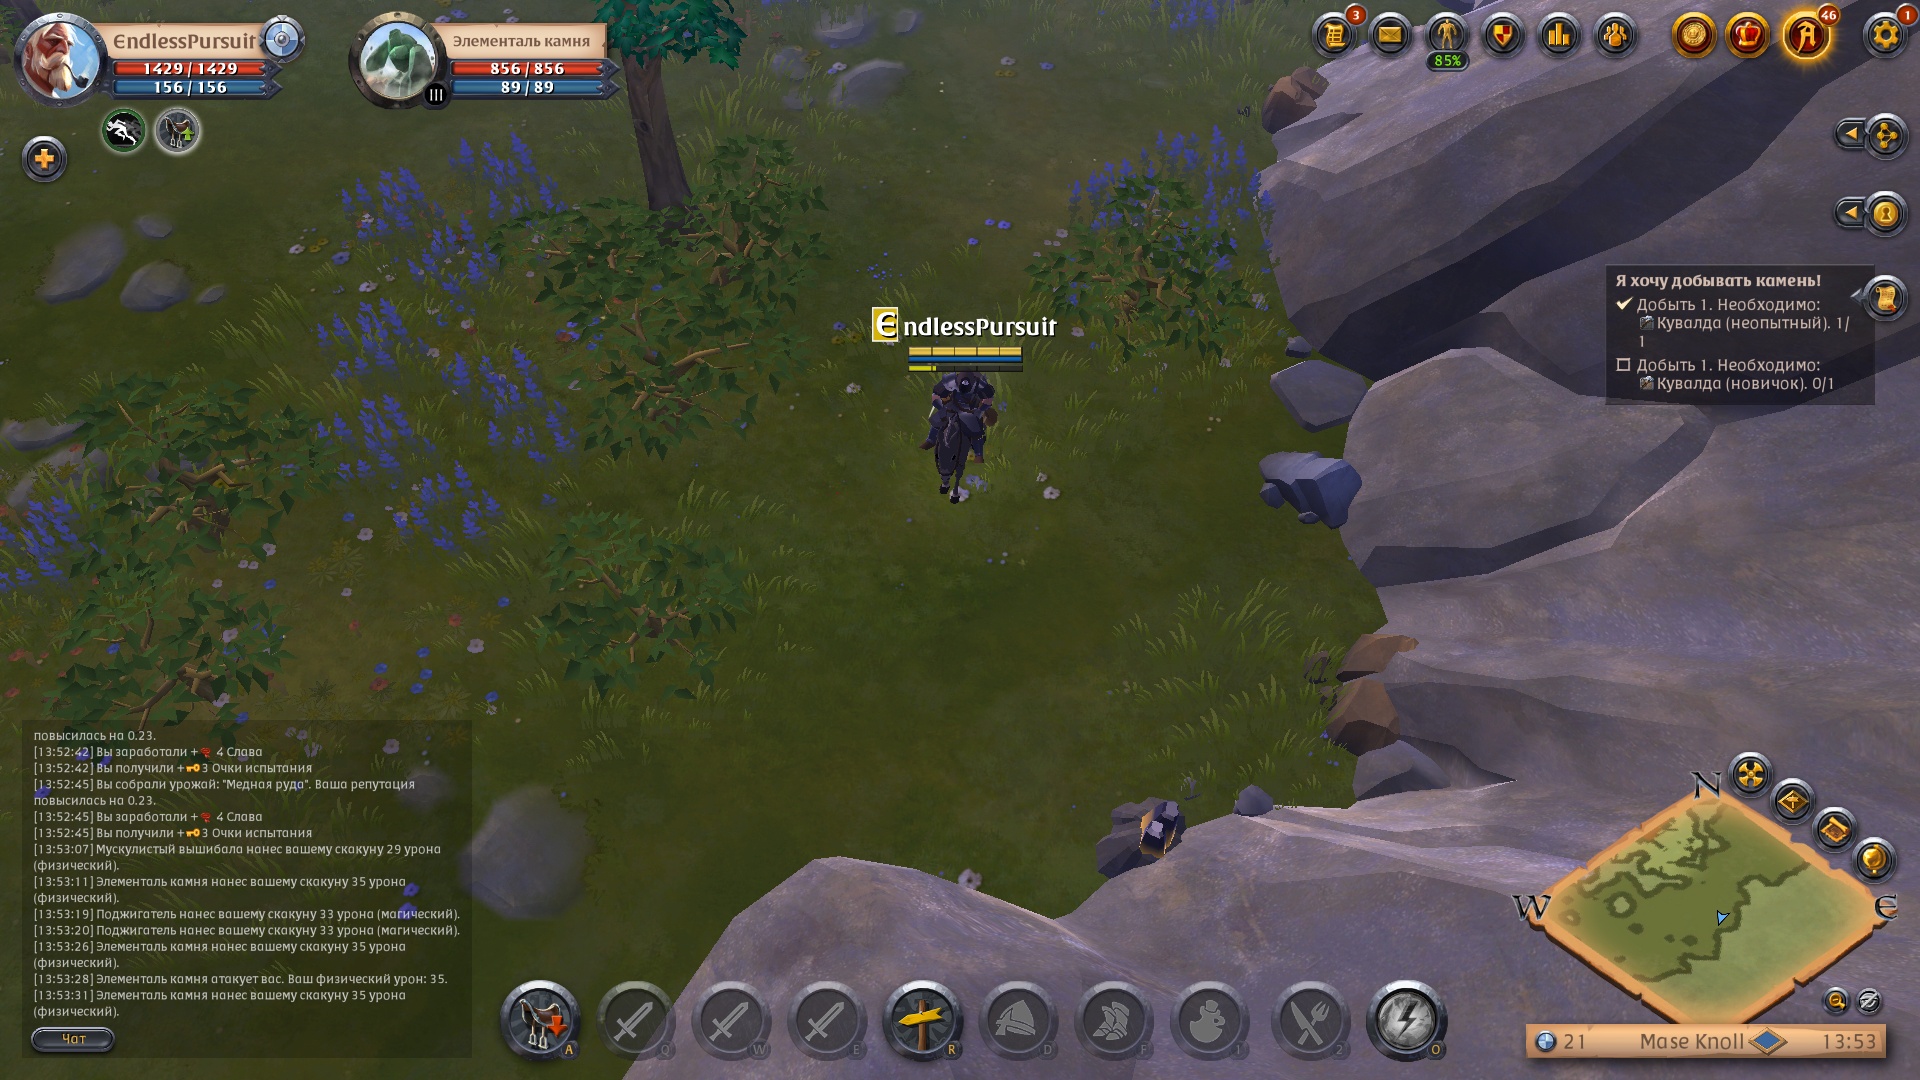 EndlessPursuit
1429 / 1429
156 / 156
Элементаль камня
856 / 856
89 / 89
III
3
85%
46
1
Я хочу добывать камень!
Добыть 1. Необходимо:
Кувалда (неопытный). 1/
1
Добыть 1. Необходимо:
Кувалда (новичок). 0/1
EndlessPursuit
повысилась на 0.23.
[13:52:42] Вы заработали + 4 Слава
[13:52:42] Вы получили + 3 Очки испытания
[13:52:45] Вы собрали урожай: "Медная руда". Ваша репутация
повысилась на 0.23.
[13:52:45] Вы заработали + 4 Слава
[13:52:45] Вы получили + 3 Очки испытания
[13:53:07] Мускулистый вышибала нанес вашему скакуну 29 урона
(физический).
[13:53:11] Элементаль камня нанес вашему скакуну 35 урона
(физический).
[13:53:19] Поджигатель нанес вашему скакуну 33 урона (магический).
[13:53:20] Поджигатель нанес вашему скакуну 33 урона (магический).
[13:53:26] Элементаль камня нанес вашему скакуну 35 урона
(физический).
[13:53:28] Элементаль камня атакует вас. Ваш физический урон: 35.
[13:53:31] Элементаль камня нанес вашему скакуну 35 урона
(физический).
Чат
A
Q
W
E
R
D
F
1
2
O
N
W
E
21
Mase Knoll
13:53